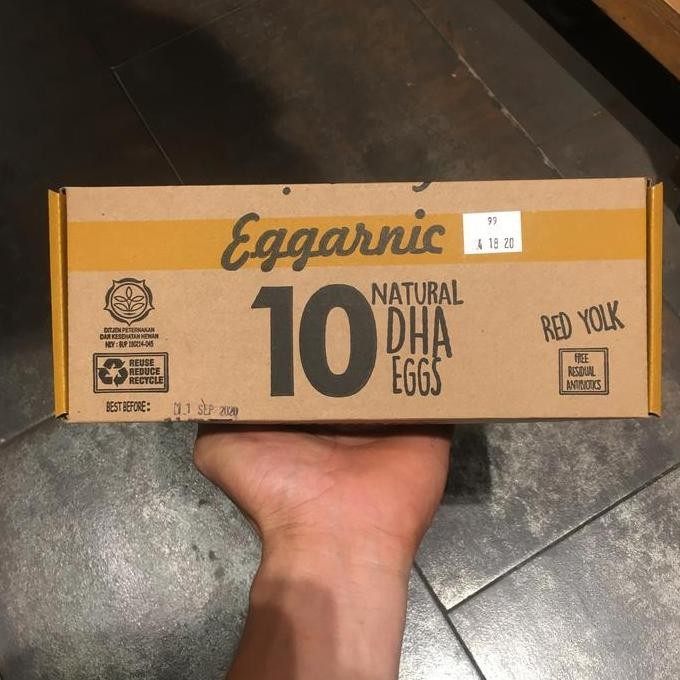 Eggarnic
99
4 18 20
10
NATURAL
DHA
EGGS
RED YOLK
FREE
RESIDUAL
ANTIBIOTICS
DITJEN PETERNAKAN
DAN KESEHATAN HEWAN
REUSE
REDUCE
RECYCLE
BEST BEFORE:
SEP 2020